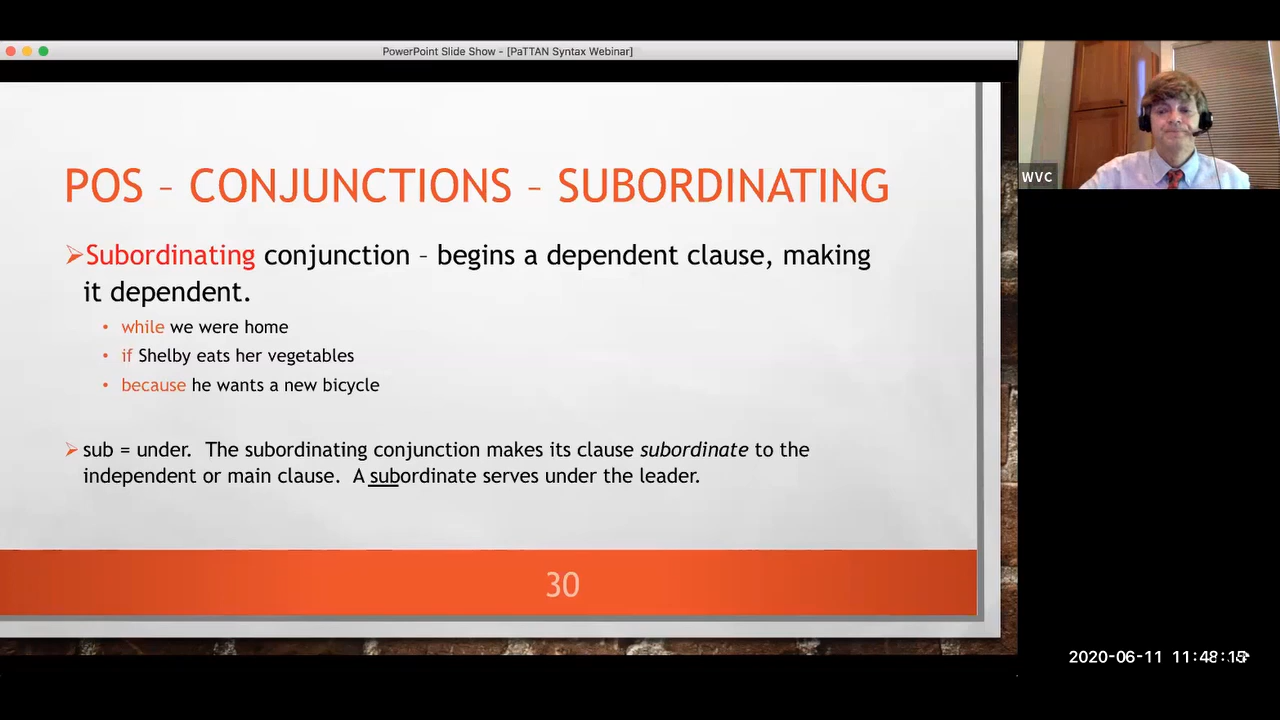 PowerPoint Slide Show - [PaTTAN Syntax Webinar]
WVC
POS – CONJUNCTIONS – SUBORDINATING
Subordinating conjunction – begins a dependent clause, making
it dependent.
while we were home
if Shelby eats her vegetables
because he wants a new bicycle
sub = under. The subordinating conjunction makes its clause subordinate to the
independent or main clause. A subordinate serves under the leader.
30
2020-06-11 11:48:15